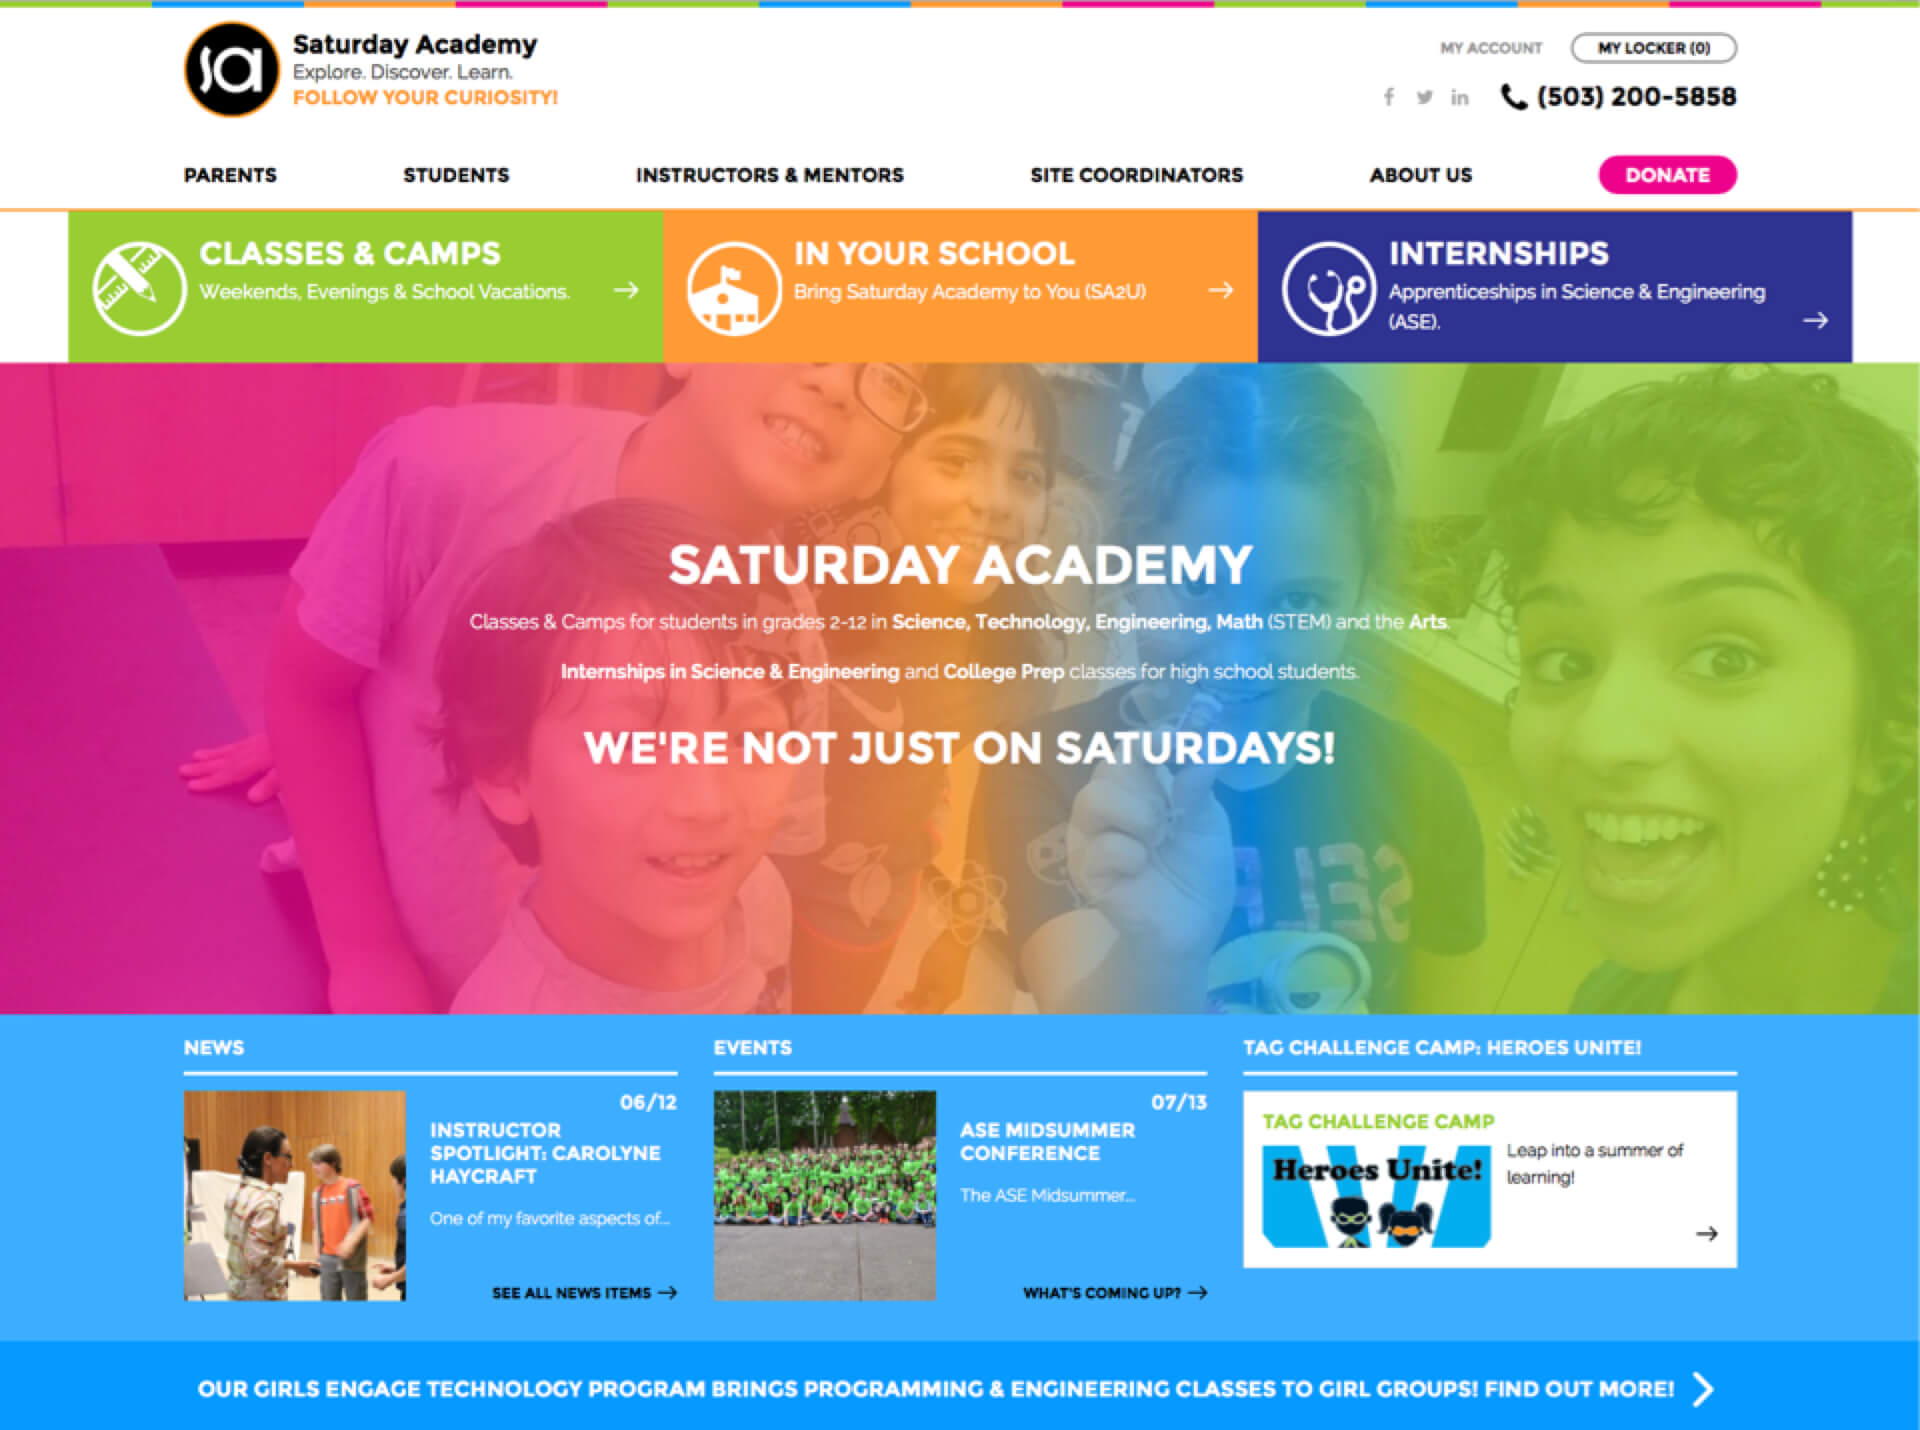 sa
Saturday Academy
Explore. Discover. Learn.
FOLLOW YOUR CURIOSITY!
MY ACCOUNT
MY LOCKER (0)
f
in
(503) 200-5858
PARENTS
STUDENTS
INSTRUCTORS & MENTORS
SITE COORDINATORS
ABOUT US
DONATE
CLASSES & CAMPS
Weekends, Evenings & School Vacations.
IN YOUR SCHOOL
Bring Saturday Academy to You (SA2U)
INTERNSHIPS
Apprenticeships in Science & Engineering
(ASE).
SATURDAY ACADEMY
Classes & Camps for students in grades 2-12 in Science, Technology, Engineering, Math (STEM) and the Arts.
Internships in Science & Engineering and College Prep classes for high school students.
WE'RE NOT JUST ON SATURDAYS!
NEWS
06/12
INSTRUCTOR
SPOTLIGHT: CAROLYNE
HAYCRAFT
One of my favorite aspects of...
SEE ALL NEWS ITEMS
EVENTS
07/13
ASE MIDSUMMER
CONFERENCE
The ASE Midsummer...
WHAT'S COMING UP?
TAG CHALLENGE CAMP: HEROES UNITE!
TAG CHALLENGE CAMP
Heroes Unite!
Leap into a summer of
learning!
OUR GIRLS ENGAGE TECHNOLOGY PROGRAM BRINGS PROGRAMMING & ENGINEERING CLASSES TO GIRL GROUPS! FIND OUT MORE!